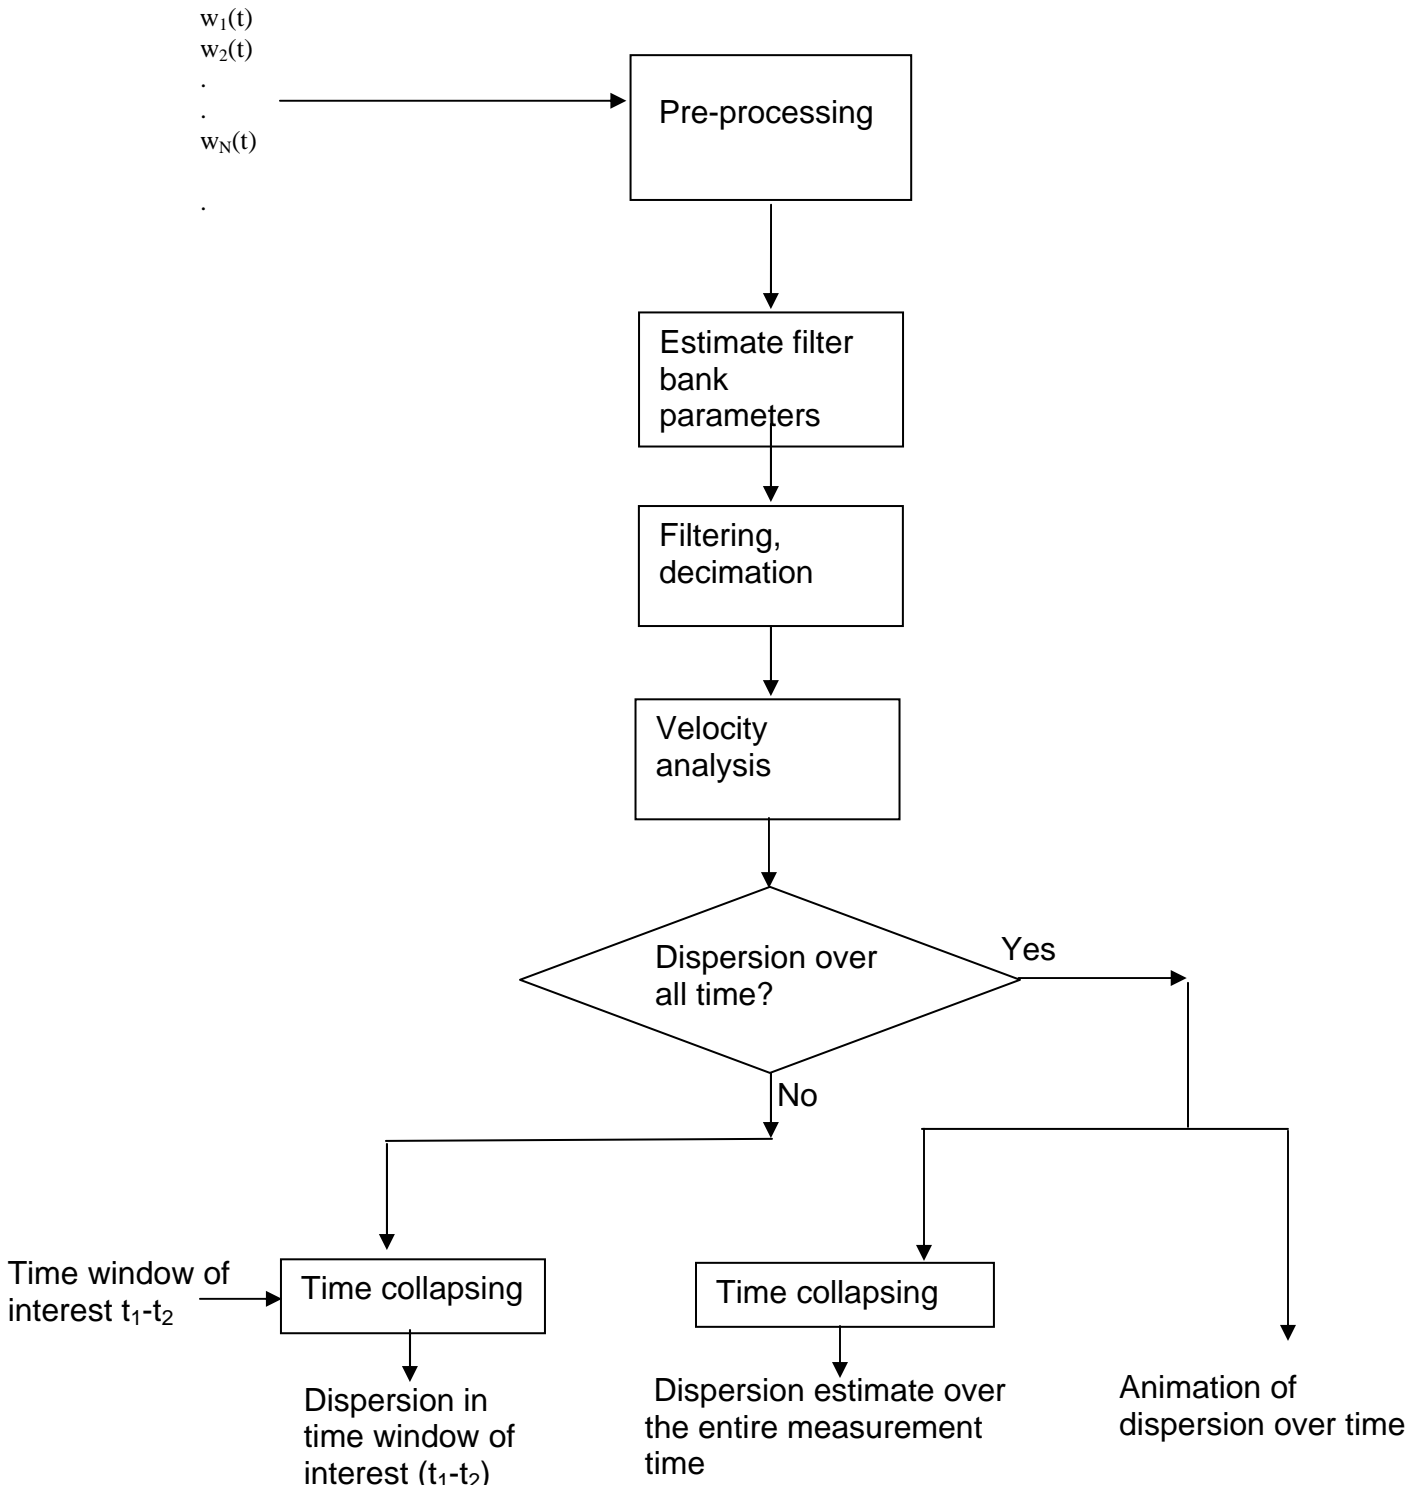 w₁(t)
w₂(t)
.
.
w_N(t)
.
Pre-processing
Estimate filter
bank
parameters
Filtering,
decimation
Velocity
analysis
Dispersion over
all time?
Yes
No
Time window of
interest t₁-t₂
Time collapsing
Time collapsing
Dispersion in
time window of
interest (t₁-t₂)
Dispersion estimate over
the entire measurement
time
Animation of
dispersion over time